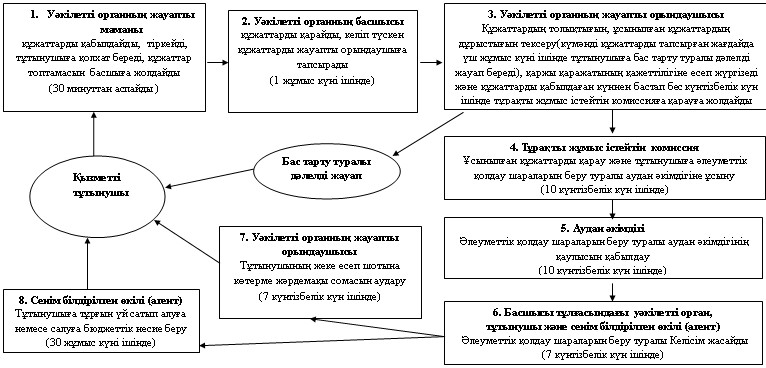 1. Уәкілетті органның жауапты
маманы
құжаттарды қабылдайды, тіркейді,
тұтынушыға қолхат береді, құжаттар
топтамасын басшыға жолдайды
(30 минуттан аспайды)
2. Уәкілетті органның басшысы
құжаттарды қарайды, келіп түскен
құжаттарды жауапты орындаушыға
тапсырады
(1 жұмыс күні ішінде)
3. Уәкілетті органның жауапты орындаушысы
Құжаттардың толықтығын, ұсынылған құжаттардың
дұрыстығын тексеру(күмәнді құжаттарды тапсырған жағдайда
үш жұмыс күні ішінде тұтынушыға бас тарту туралы дәлелді
жауап береді), қаржы қаражатының қажеттілігіне есеп жүргізеді
және құжаттарды қабылдаған күннен бастап бес күнтізбелік күн
ішінде тұрақты жұмыс істейтін комиссияға қарауға жолдайды
4. Тұрақты жұмыс істейтін комиссия
Ұсынылған құжаттарды қарау және тұтынушыға әлеуметтік
қолдау шараларын беру туралы аудан әкімдігіне ұсыну
(10 күнтізбелік күн ішінде)
Бас тарту туралы
дәлелді жауап
Қызметті
тұтынушы
5. Аудан әкімдігі
Әлеуметтік қолдау шараларын беру туралы аудан әкімдігінің
қаулысын қабылдау
(10 күнтізбелік күн ішінде)
7. Уәкілетті органның жауапты
орындаушысы
Тұтынушының жеке есеп шотына
көтерме жәрдемақы сомасын аудару
(7 күнтізбелік күн ішінде)
8. Сенім білдірілген өкілі (агент)
Тұтынушыға тұрғын үй сатып алуға
немесе салуға бюджеттік несие беру
(30 жұмыс күні ішінде)
6. Басшысы тұлғасындағы уәкілетті орган,
тұтынушы және сенім білдірілген өкілі (агент)
Әлеуметтік қолдау шараларын беру туралы Келісім жасайды
(7 күнтізбелік күн ішінде)